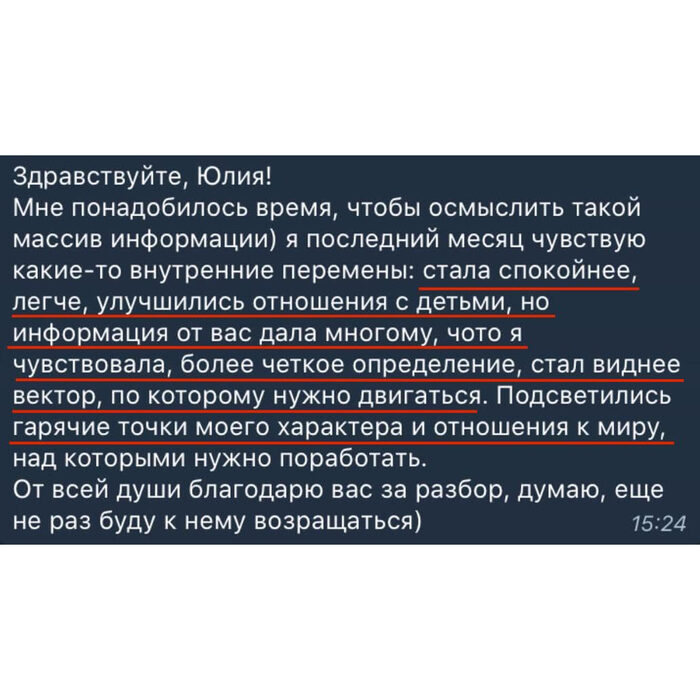 Здравствуйте, Юлия!
Мне понадобилось время, чтобы осмыслить такой
массив информации) я последний месяц чувствую
какие-то внутренние перемены: стала спокойнее,
легче, улучшились отношения с детьми, но
информация от вас дала многому, чото я
чувствовала, более четкое определение, стал виднее
вектор, по которому нужно двигаться. Подсветились
гарячие точки моего характера и отношения к миру,
над которыми нужно поработать.
От всей души благодарю вас за разбор, думаю, еще
не раз буду к нему возращаться)
15:24